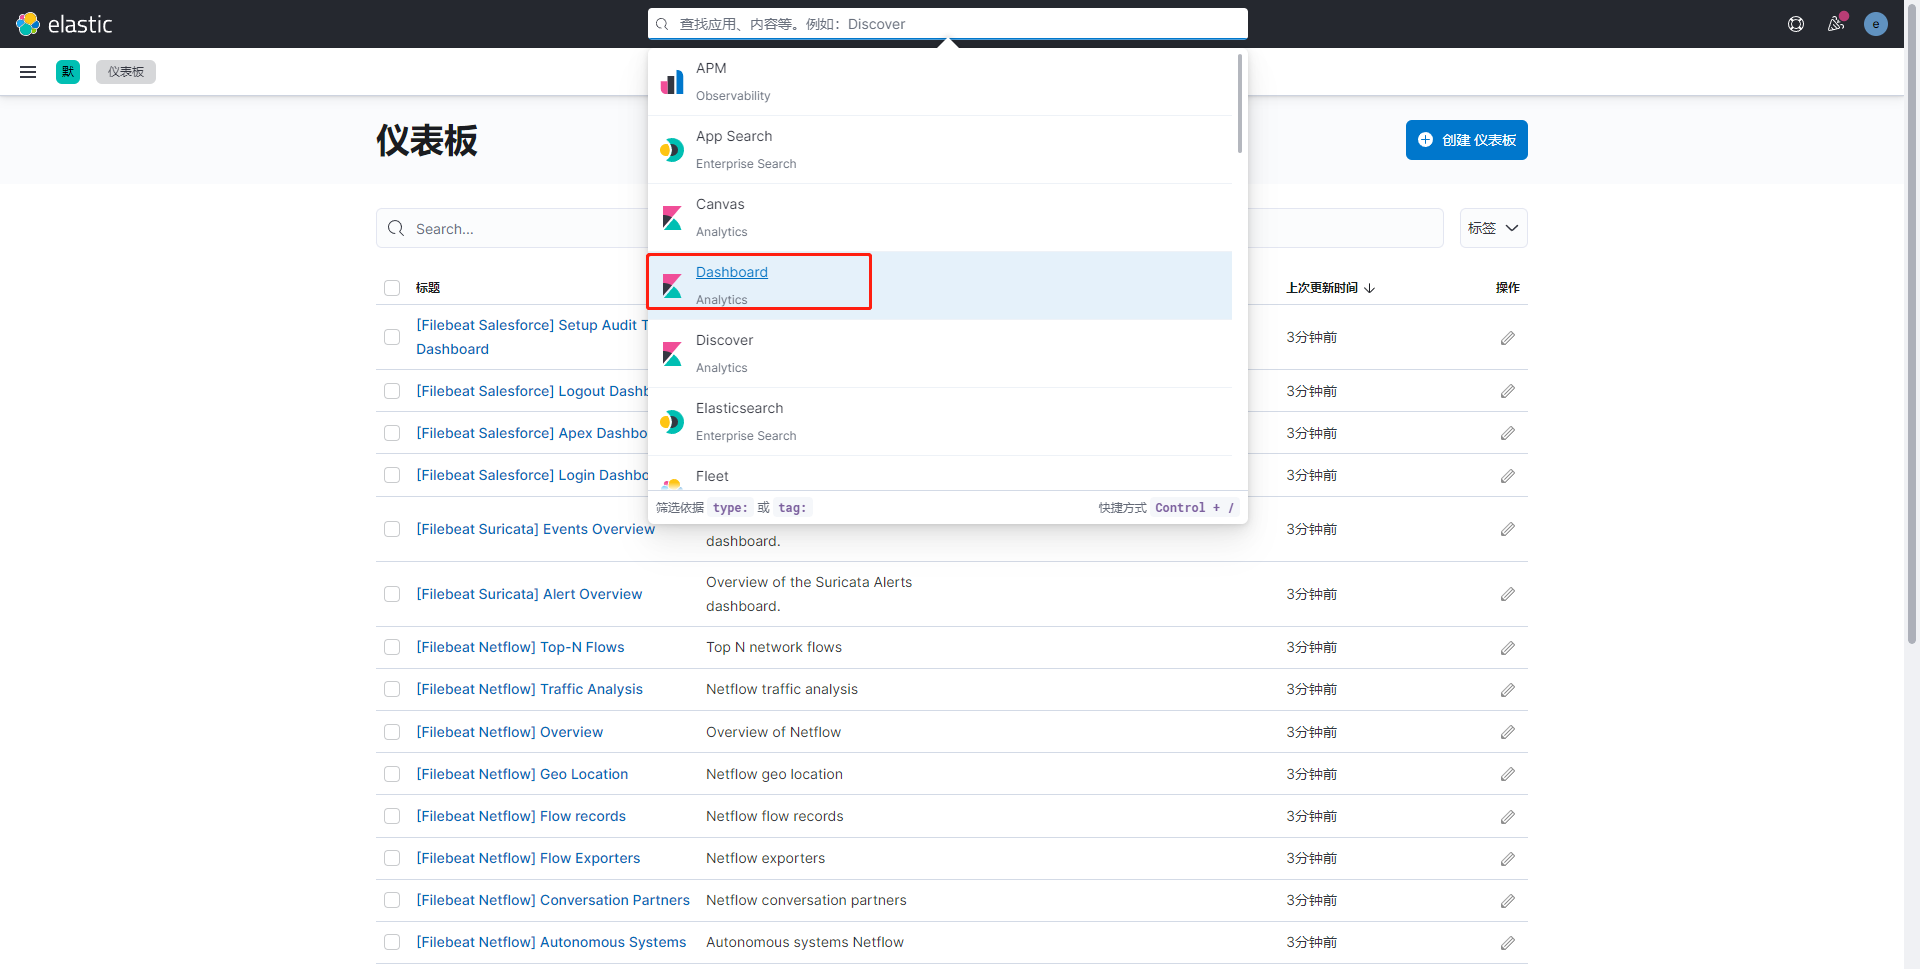 elastic
查找应用、内容等。例如：Discover
e
默
仪表板
仪表板
创建 仪表板
APM
Observability
App Search
Enterprise Search
Canvas
Analytics
Dashboard
Analytics
Discover
Analytics
Elasticsearch
Enterprise Search
Fleet
筛选依据 type: 或 tag:
快捷方式 Control + /
Search...
标签
标题
上次更新时间
操作
[Filebeat Salesforce] Setup Audit T
Dashboard
3分钟前
[Filebeat Salesforce] Logout Dashb
3分钟前
[Filebeat Salesforce] Apex Dashbo
3分钟前
[Filebeat Salesforce] Login Dashbo
3分钟前
[Filebeat Suricata] Events Overview
dashboard.
3分钟前
[Filebeat Suricata] Alert Overview
Overview of the Suricata Alerts
dashboard.
3分钟前
[Filebeat Netflow] Top-N Flows
Top N network flows
3分钟前
[Filebeat Netflow] Traffic Analysis
Netflow traffic analysis
3分钟前
[Filebeat Netflow] Overview
Overview of Netflow
3分钟前
[Filebeat Netflow] Geo Location
Netflow geo location
3分钟前
[Filebeat Netflow] Flow records
Netflow flow records
3分钟前
[Filebeat Netflow] Flow Exporters
Netflow exporters
3分钟前
[Filebeat Netflow] Conversation Partners
Netflow conversation partners
3分钟前
[Filebeat Netflow] Autonomous Systems
Autonomous systems Netflow
3分钟前